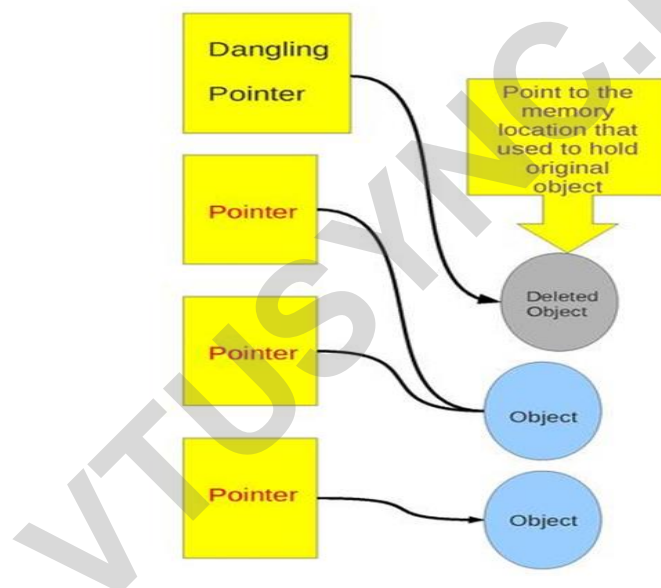 Dangling
Pointer
Point to the
memory
location that
used to hold
original
object
Pointer
Deleted
Object
Pointer
Object
Pointer
Object
VTUSYNC.